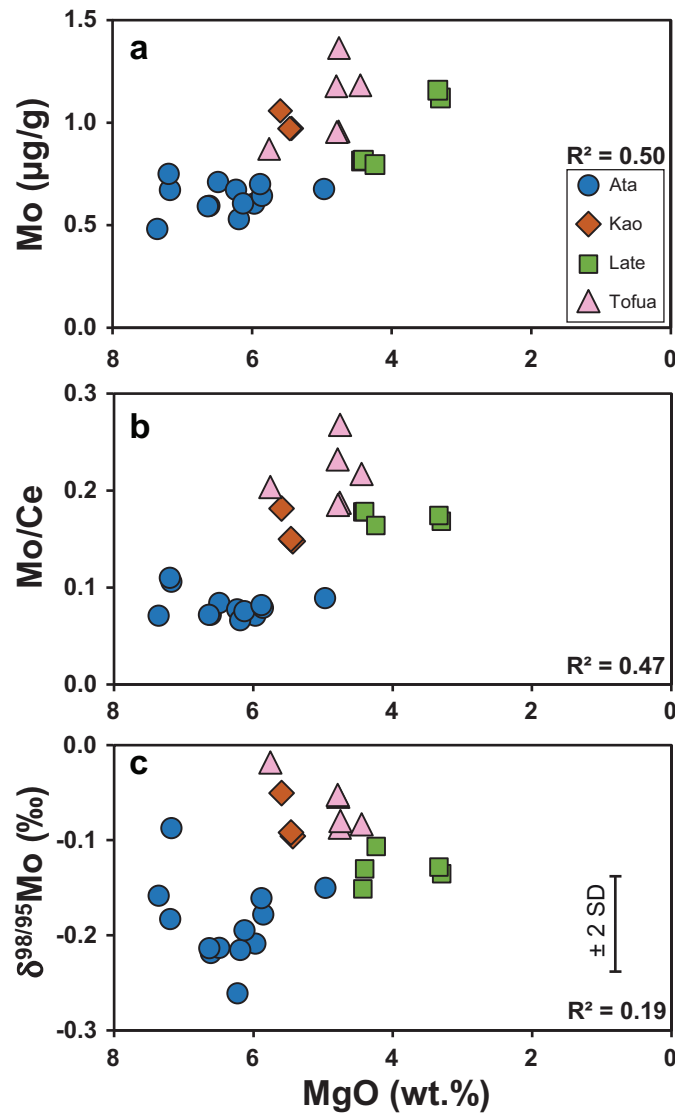 a
Mo (µg/g)
1.5
1.0
0.5
0.0
R² = 0.50
Ata
Kao
Late
Tofua
8 6 4 2 0
b
Mo/Ce
0.3
0.2
0.1
0.0
R² = 0.47
8 6 4 2 0
c
δ98/95Mo (‰)
0.0
-0.1
-0.2
-0.3
± 2 SD
R² = 0.19
8 6 4 2 0
MgO (wt.%)